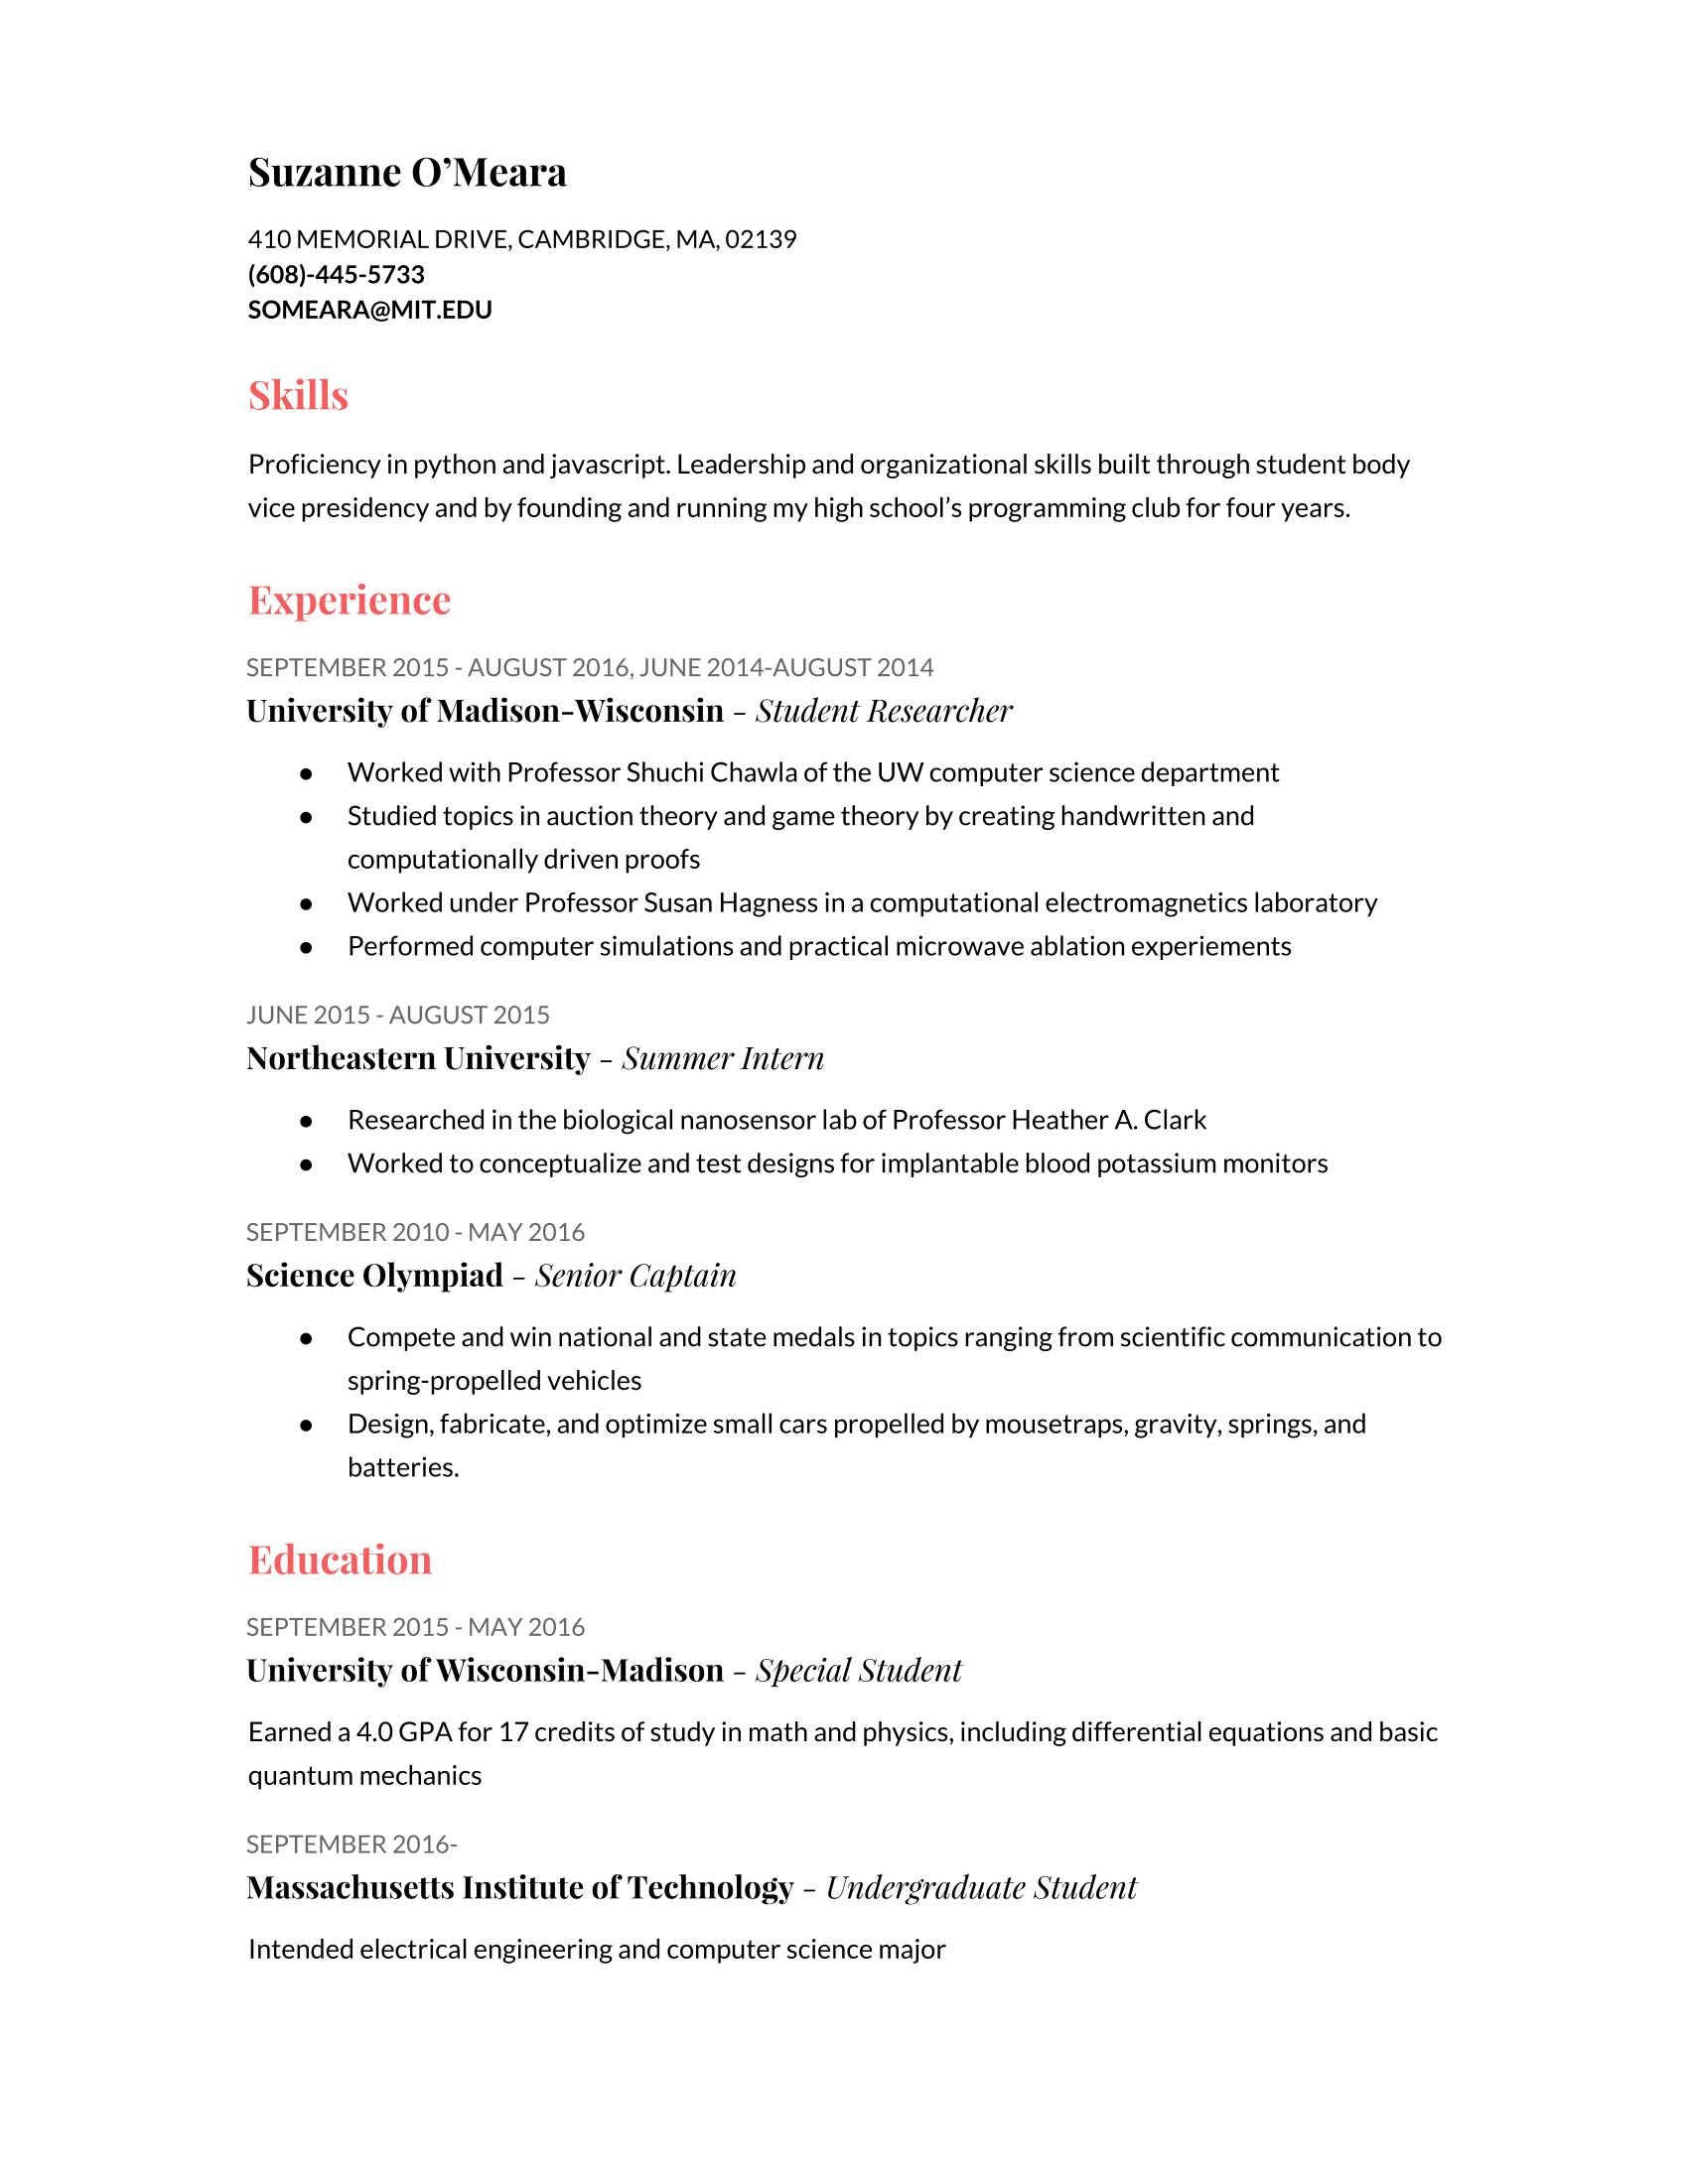 Suzanne O’Meara
410 MEMORIAL DRIVE, CAMBRIDGE, MA, 02139
(608)-445-5733
SOMEARA@MIT.EDU
Skills
Proficiency in python and javascript. Leadership and organizational skills built through student body
vice presidency and by founding and running my high school’s programming club for four years.
Experience
SEPTEMBER 2015 - AUGUST 2016, JUNE 2014-AUGUST 2014
University of Madison-Wisconsin - Student Researcher
● Worked with Professor Shuchi Chawla of the UW computer science department
● Studied topics in auction theory and game theory by creating handwritten and
computationally driven proofs
● Worked under Professor Susan Hagness in a computational electromagnetics laboratory
● Performed computer simulations and practical microwave ablation experiements
JUNE 2015 - AUGUST 2015
Northeastern University - Summer Intern
● Researched in the biological nanosensor lab of Professor Heather A. Clark
● Worked to conceptualize and test designs for implantable blood potassium monitors
SEPTEMBER 2010 - MAY 2016
Science Olympiad - Senior Captain
● Compete and win national and state medals in topics ranging from scientific communication to
spring-propelled vehicles
● Design, fabricate, and optimize small cars propelled by mousetraps, gravity, springs, and
batteries.
Education
SEPTEMBER 2015 - MAY 2016
University of Wisconsin-Madison - Special Student
Earned a 4.0 GPA for 17 credits of study in math and physics, including differential equations and basic
quantum mechanics
SEPTEMBER 2016-
Massachusetts Institute of Technology - Undergraduate Student
Intended electrical engineering and computer science major